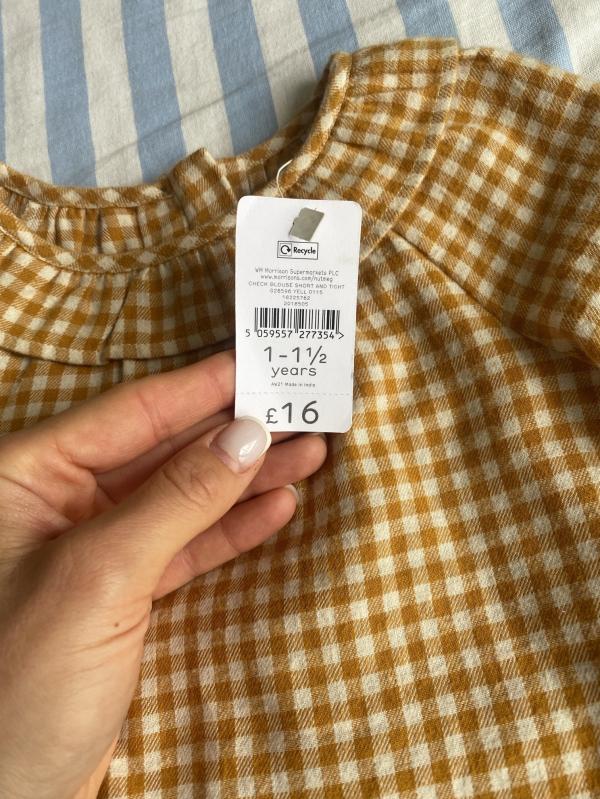 Recycle
WM Morrison Supermarkets PLC
www.morrisons.com/nutmeg
CHECK BLOUSE SHORT AND TIGHT
028596 YELL 0115
16225762
2018505
5 059557 277354 >
1-1½
years
AW21 Made in India
£16